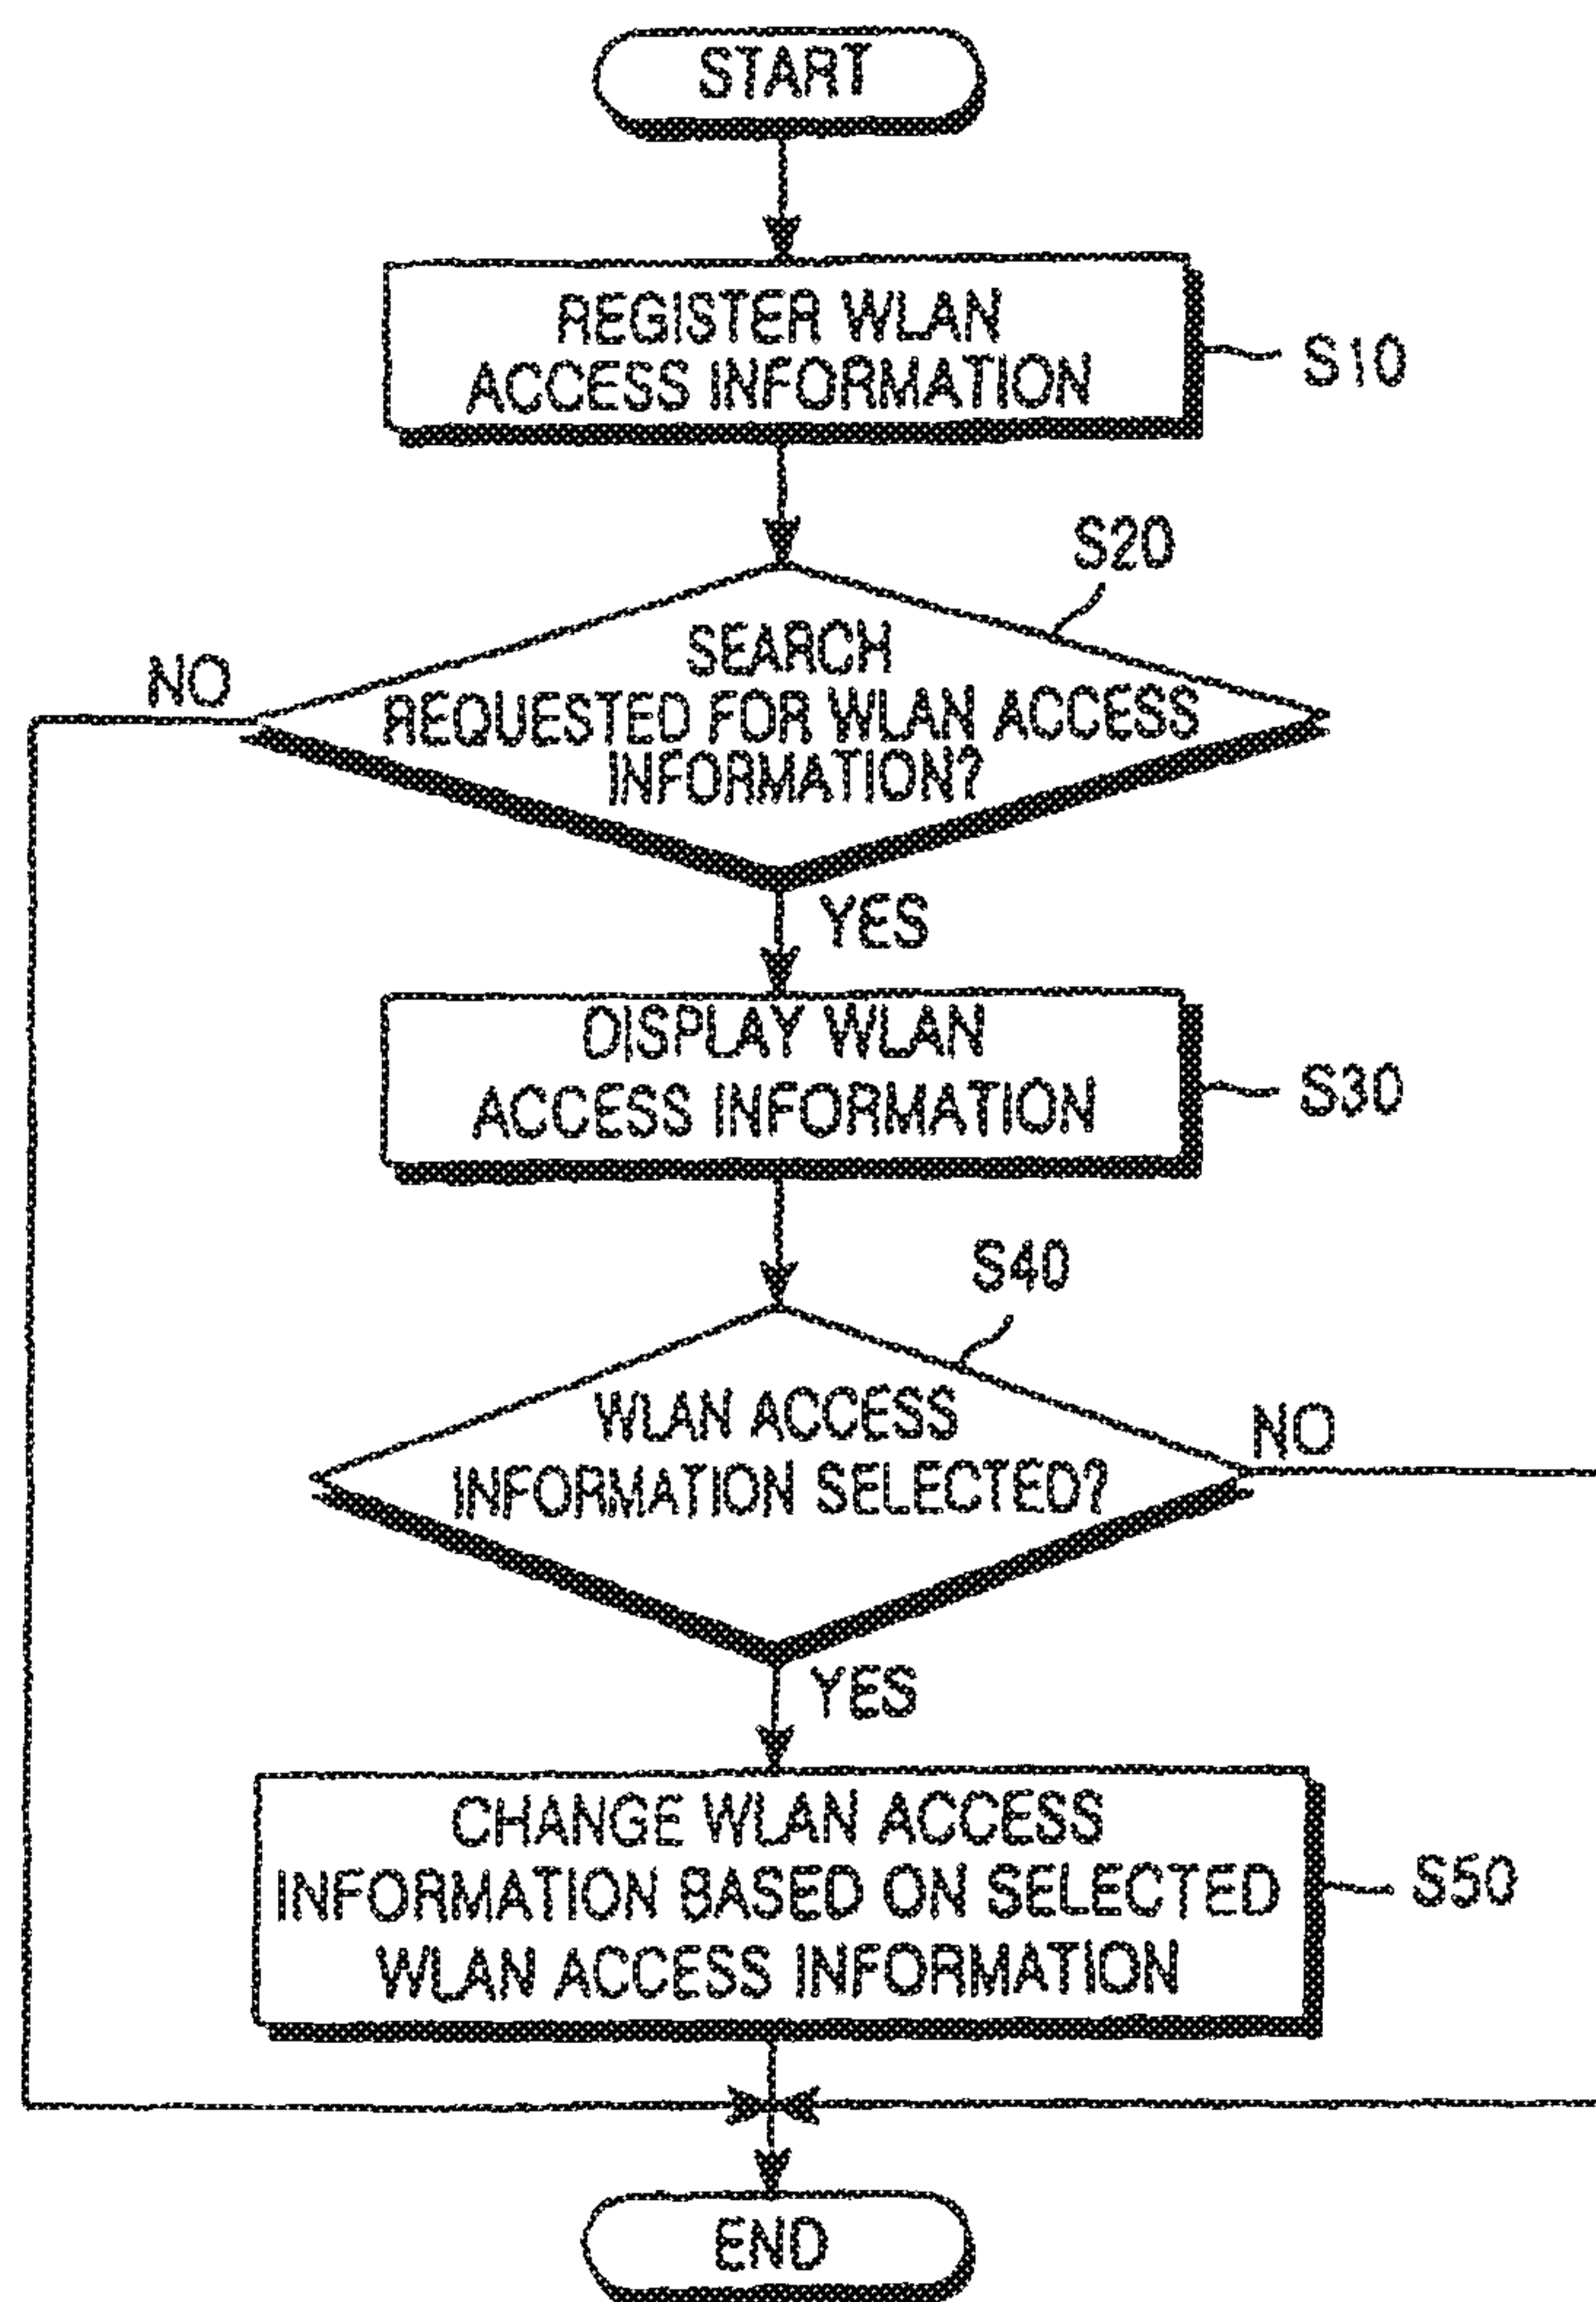 START
REGISTER WLAN
ACCESS INFORMATION
S10
S20
SEARCH
REQUESTED FOR WLAN ACCESS
INFORMATION?
NO
YES
DISPLAY WLAN
ACCESS INFORMATION
S30
S40
WLAN ACCESS
INFORMATION SELECTED?
NO
YES
CHANGE WLAN ACCESS
INFORMATION BASED ON SELECTED
WLAN ACCESS INFORMATION
S50
END